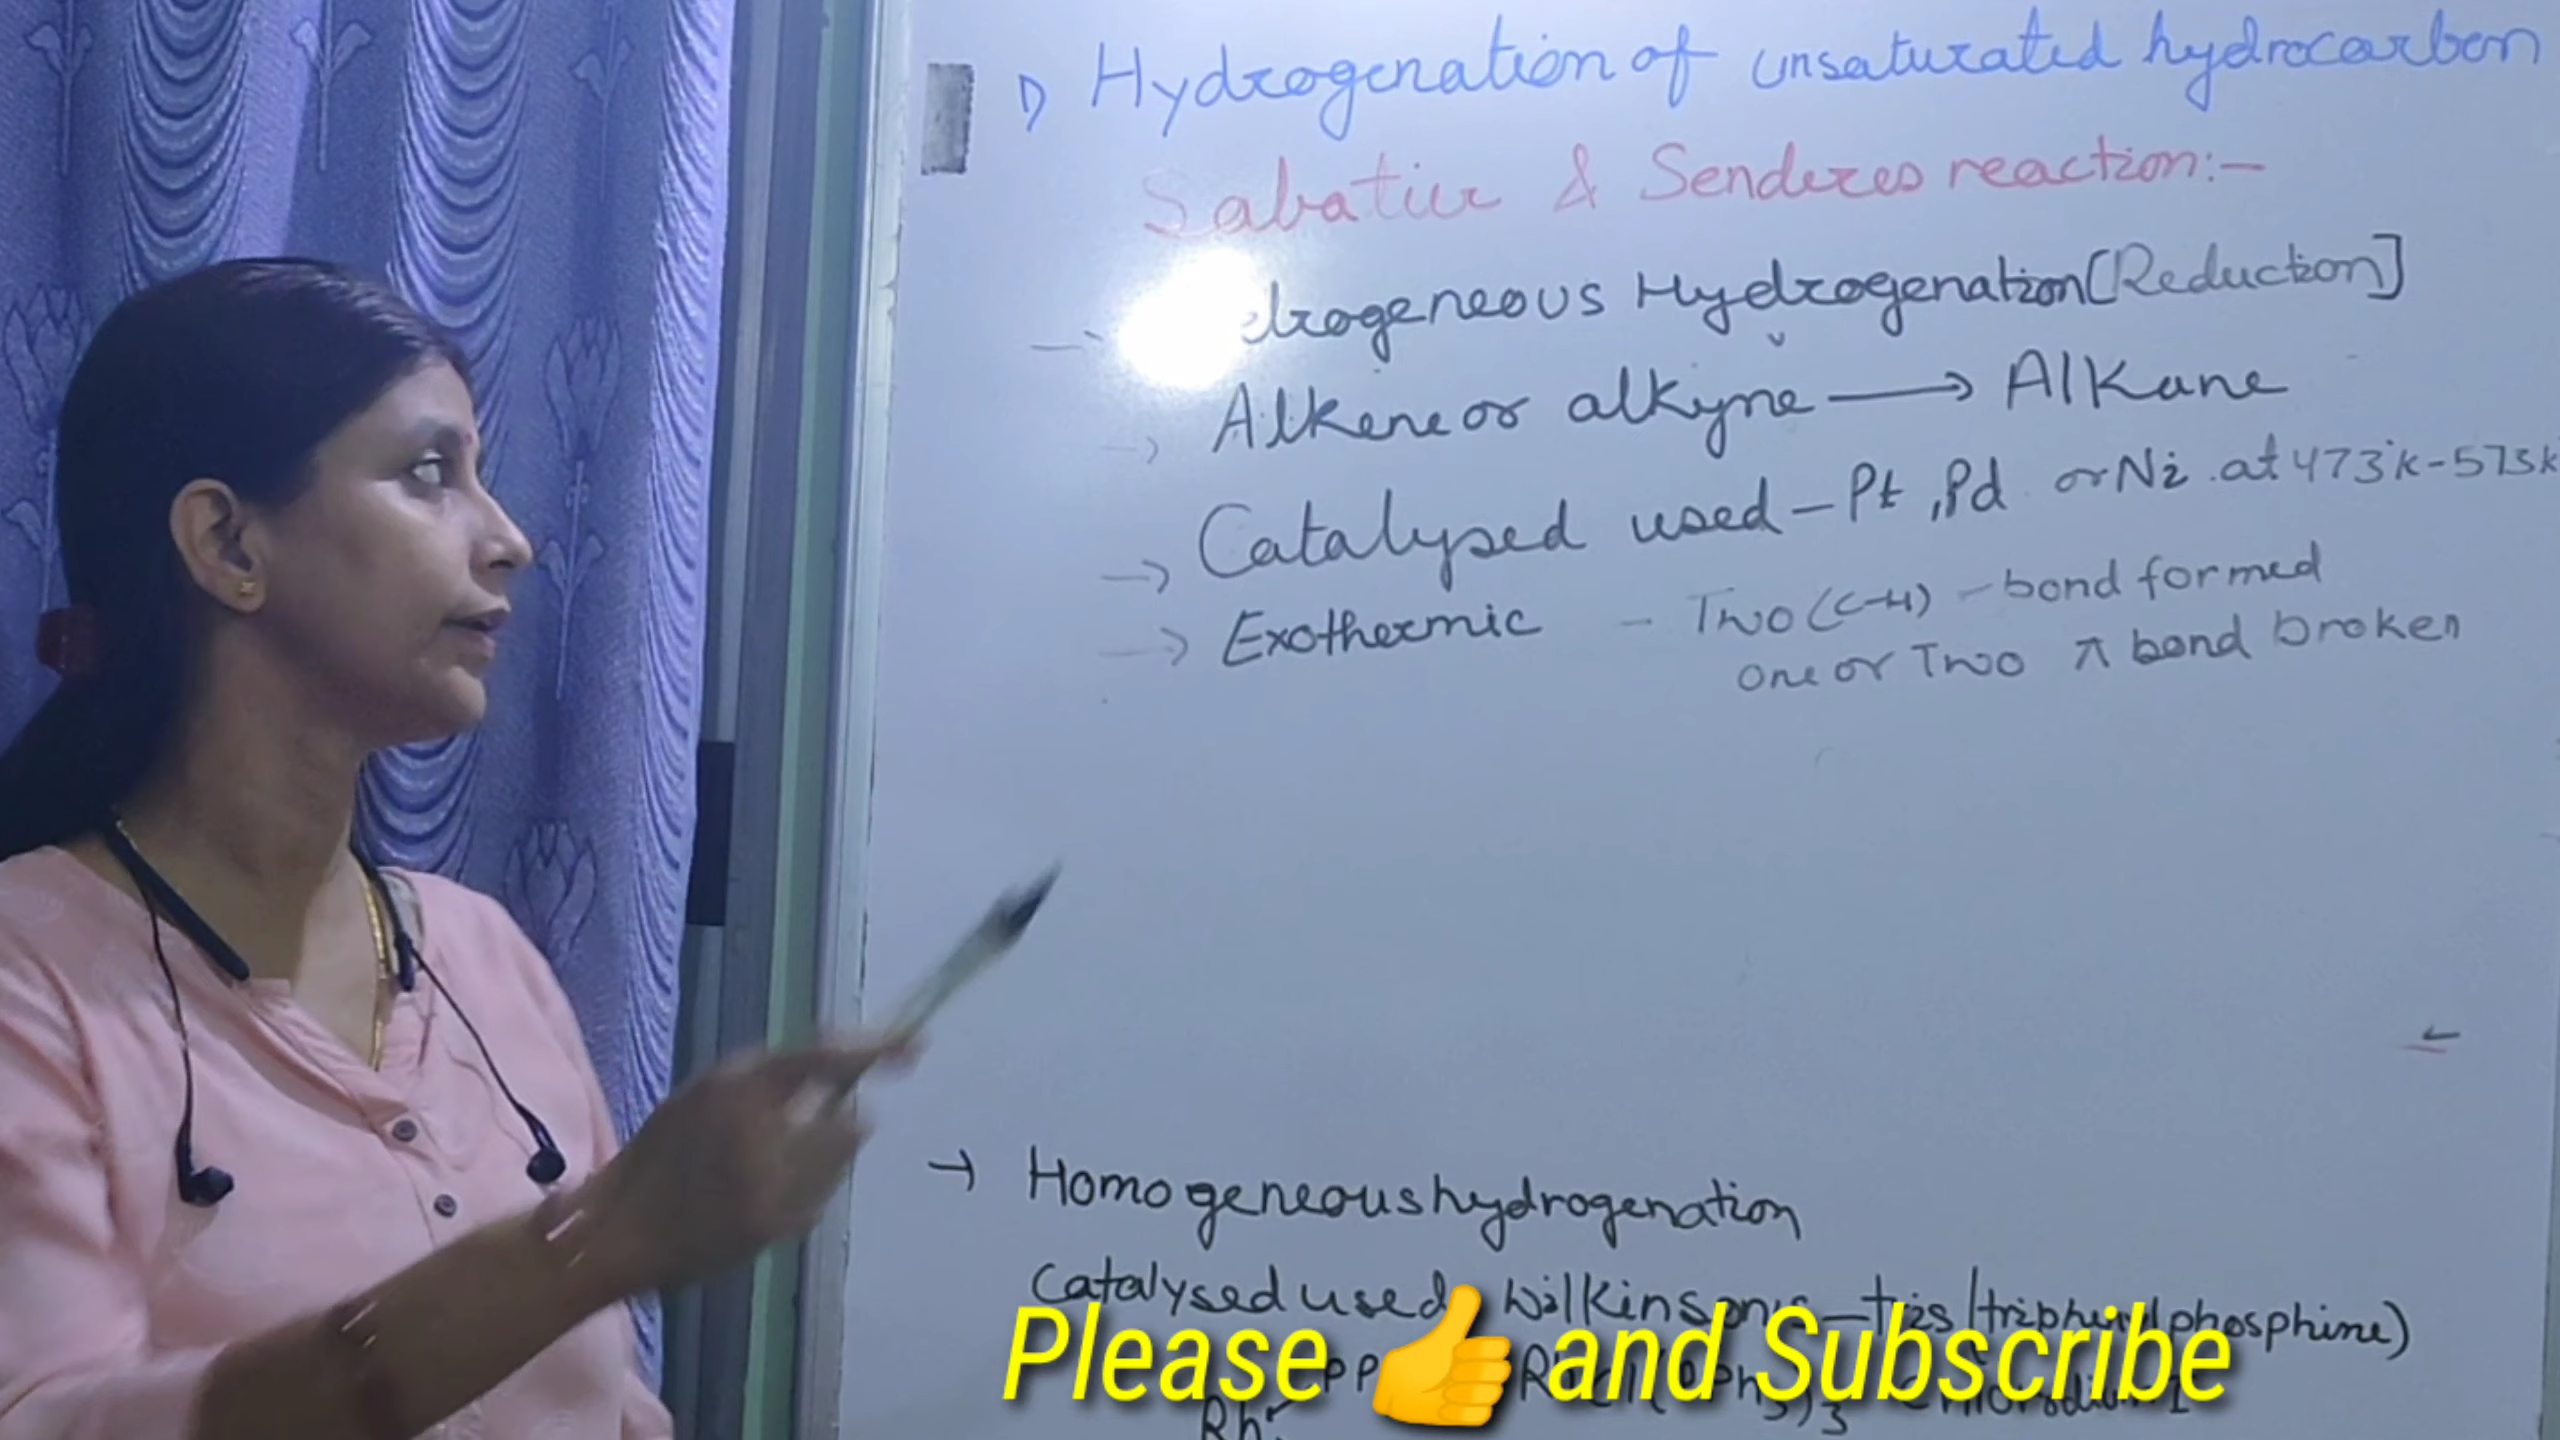 1) Hydrogenation of unsaturated hydrocarbon
Sabatier & Senderes reaction:-
Hydrogenation [Reduction]
→ Alkene or alkyne → Alkane
→ Catalysed used - Pt, Pd or Ni at 473k-573k
→ Exothermic - Two (C-H) - bond formed
one or Two π bond broken
→ Homogeneous hydrogenation
Catalysed used Wilkinsons - tris (triphenylphosphine)
Please 👍 and Subscribe